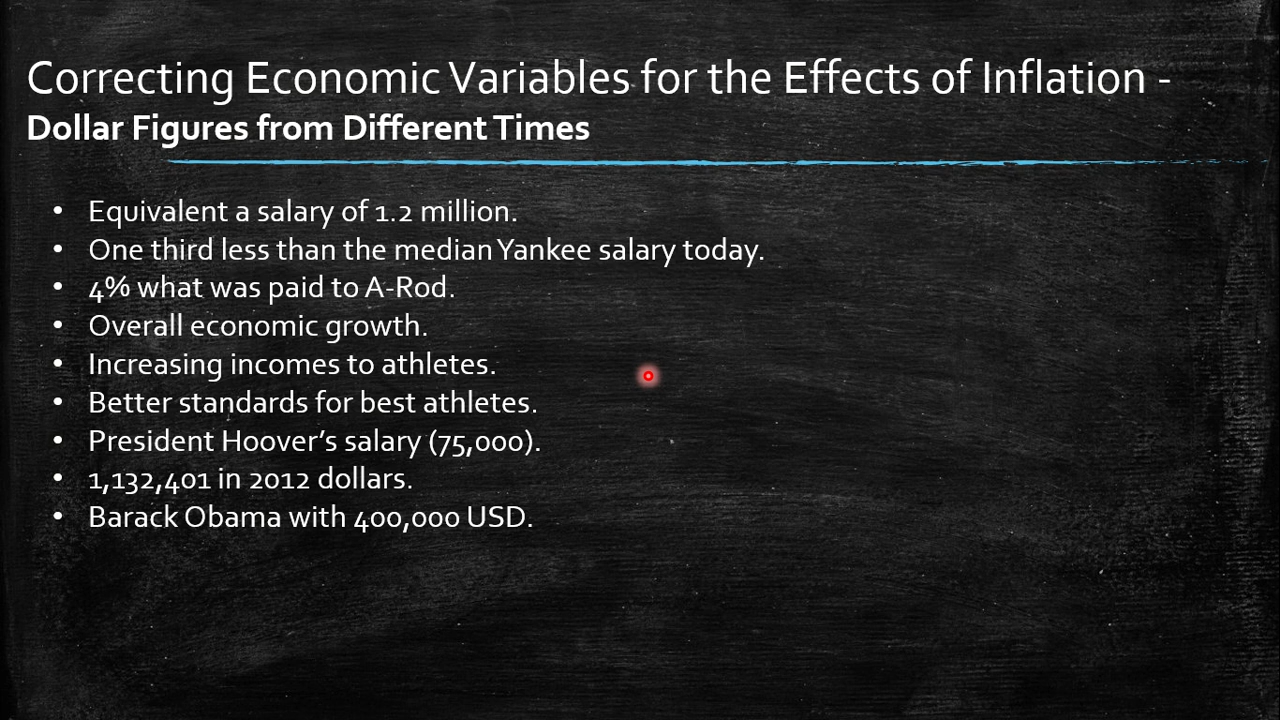 Correcting Economic Variables for the Effects of Inflation -
Dollar Figures from Different Times
• Equivalent a salary of 1.2 million.
• One third less than the median Yankee salary today.
• 4% what was paid to A-Rod.
• Overall economic growth.
• Increasing incomes to athletes.
• Better standards for best athletes.
• President Hoover’s salary (75,000).
• 1,132,401 in 2012 dollars.
• Barack Obama with 400,000 USD.